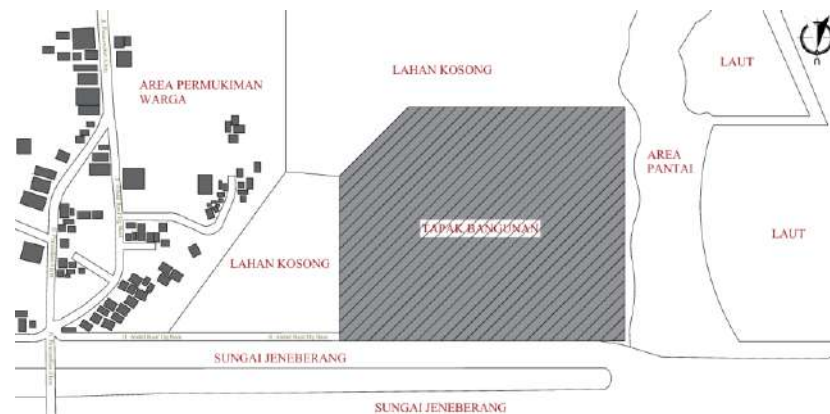 AREA PERMUKIMAN
WARGA
LAHAN KOSONG
LAUT
AREA
PANTAI
TAPAK BANGUNAN
LAUT
LAHAN KOSONG
SUNGAI JENEBERANG
SUNGAI JENEBERANG